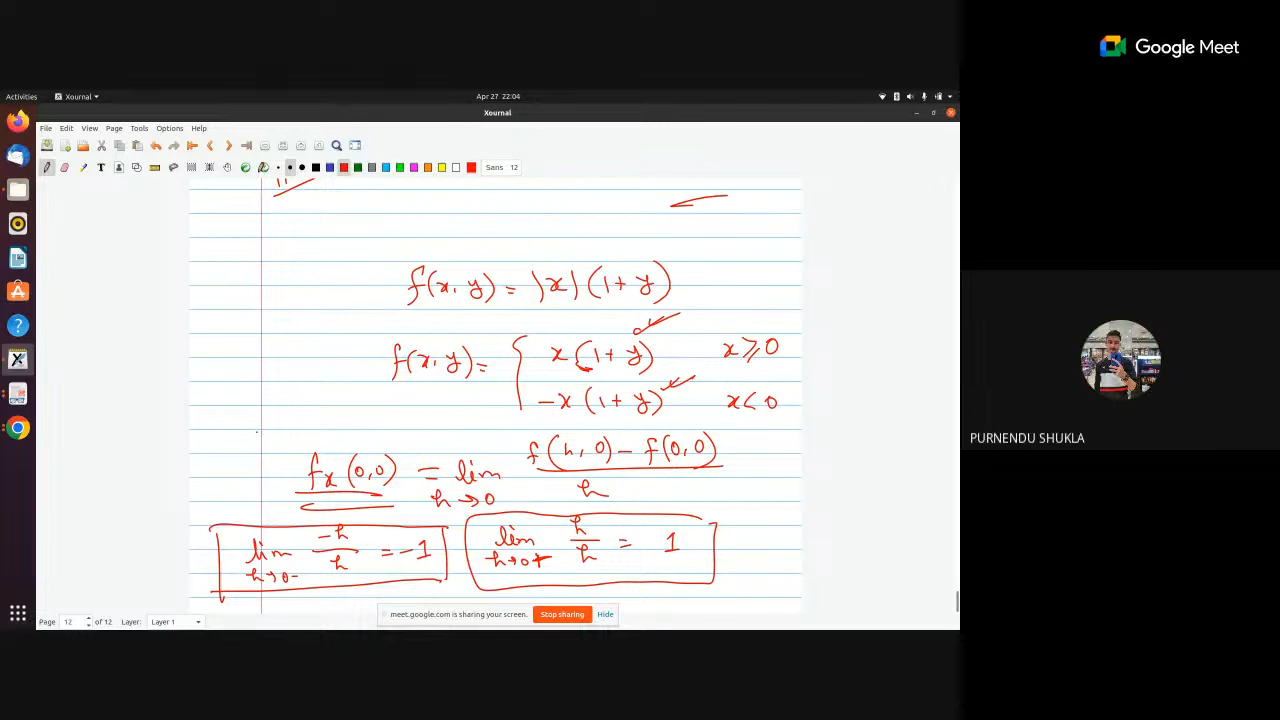 Google Meet
Activities Xournal Apr 27 22:04
Xournal
File Edit View Page Tools Options Help
Sans 12
f(x, y) = |x| (1 + y)
f(x, y) = { x (1 + y) x ⩾ 0
-x (1 + y) x < 0
fx (0,0) = lim h→0 f(h, 0) - f(0, 0) / h
lim h→0- -h/h = -1 lim h→0+ h/h = 1
PURNENDU SHUKLA
meet.google.com is sharing your screen. Stop sharing Hide
Page 12 of 12 Layer: Layer 1